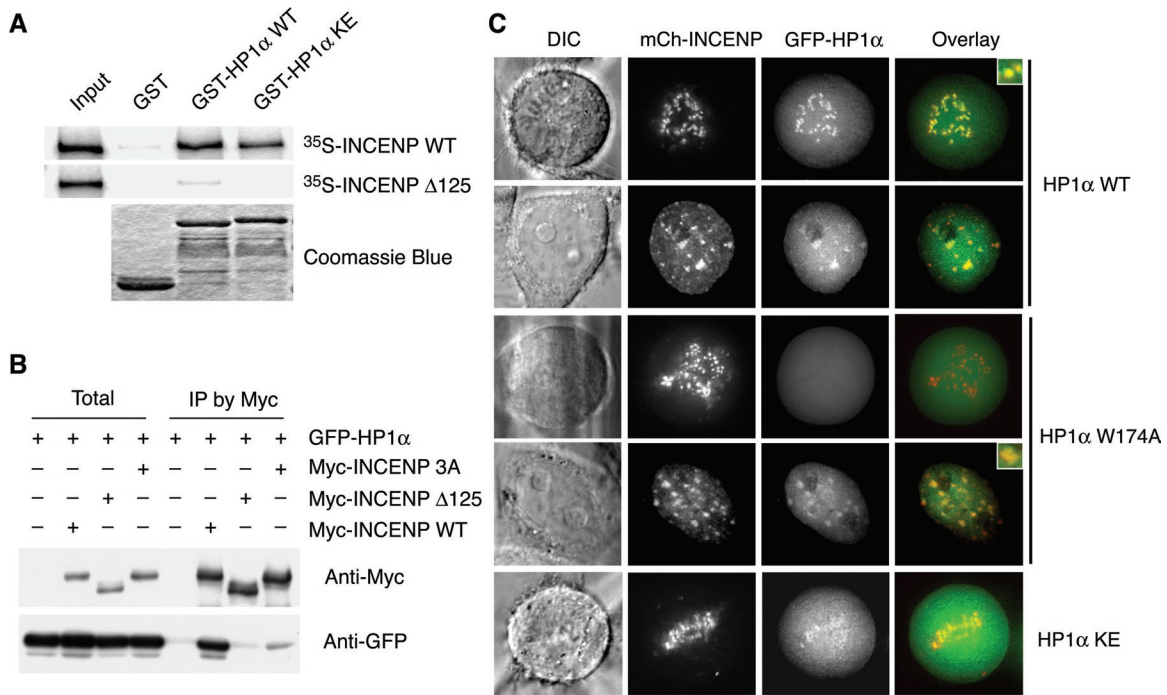 A
Input
GST
GST-HP1α WT
GST-HP1α KE
³⁵S-INCENP WT
³⁵S-INCENP Δ125
Coomassie Blue
B
Total IP by Myc
+ + + + + + + + GFP-HP1α
– – – + – – – + Myc-INCENP 3A
– – + – – – + – Myc-INCENP Δ125
– + – – – + – – Myc-INCENP WT
Anti-Myc
Anti-GFP
C
DIC mCh-INCENP GFP-HP1α Overlay
HP1α WT
HP1α W174A
HP1α KE